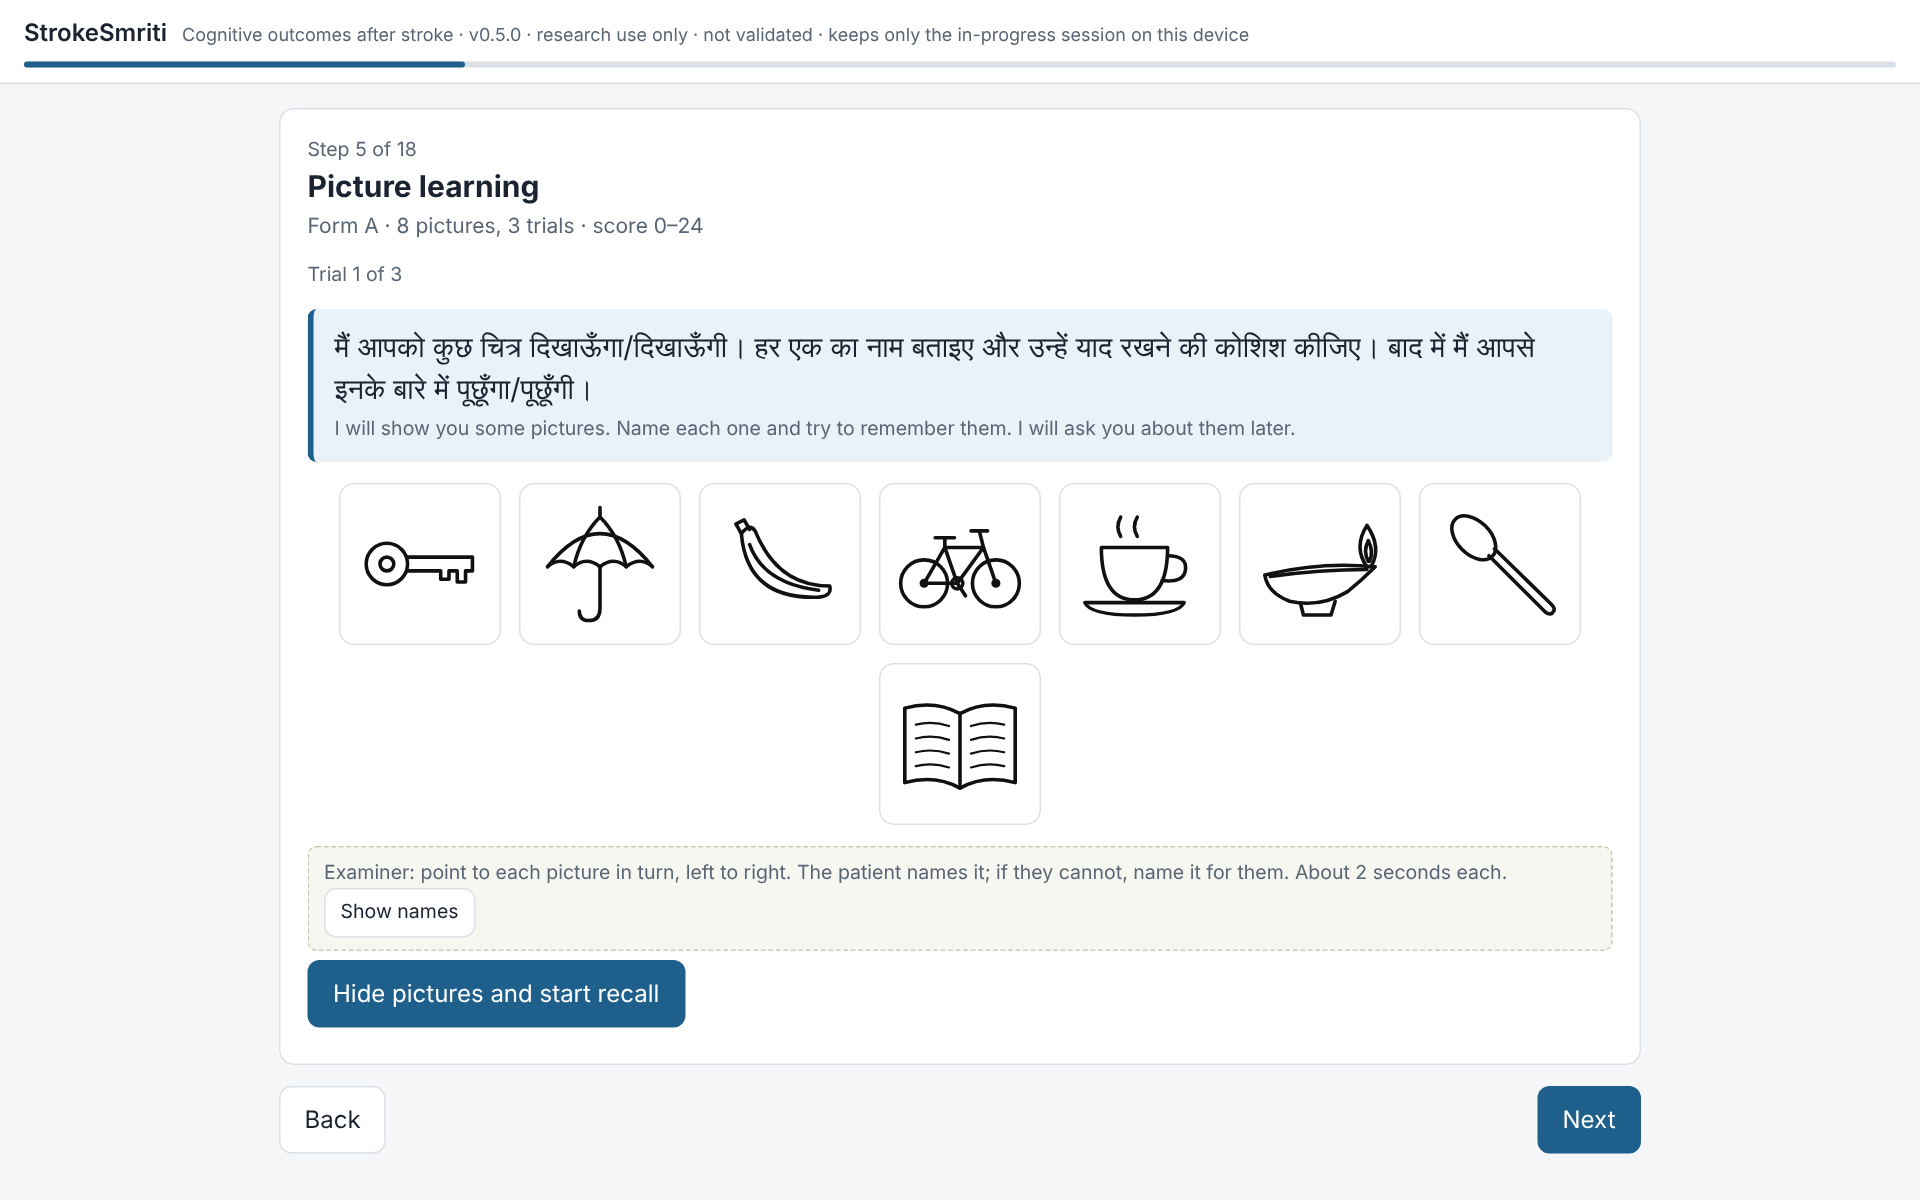 StrokeSmriti Cognitive outcomes after stroke · v0.5.0 · research use only · not validated · keeps only the in-progress session on this device
Step 5 of 18
Picture learning
Form A · 8 pictures, 3 trials · score 0–24
Trial 1 of 3
मैं आपको कुछ चित्र दिखाऊँगा/दिखाऊँगी। हर एक का नाम बताइए और उन्हें याद रखने की कोशिश कीजिए। बाद में मैं आपसे
इनके बारे में पूछूँगा/पूछूँगी।
I will show you some pictures. Name each one and try to remember them. I will ask you about them later.
Examiner: point to each picture in turn, left to right. The patient names it; if they cannot, name it for them. About 2 seconds each.
Show names
Hide pictures and start recall
Back
Next